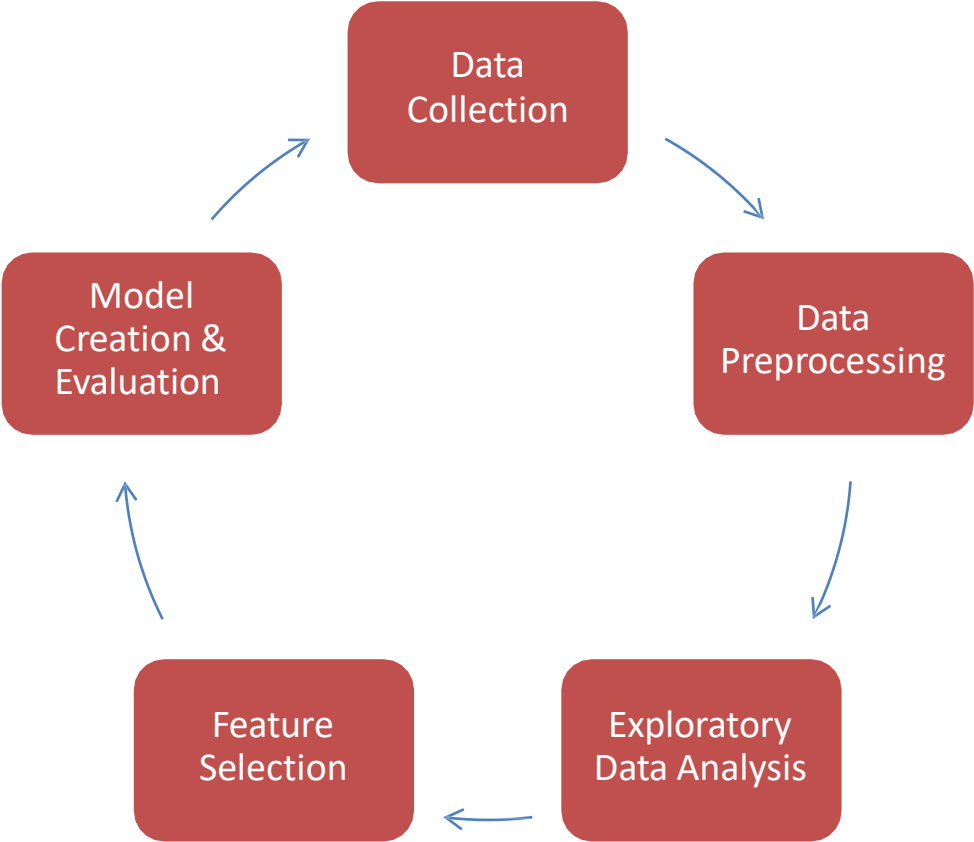 Data
Collection
Data
Preprocessing
Exploratory
Data Analysis
Feature
Selection
Model
Creation &
Evaluation